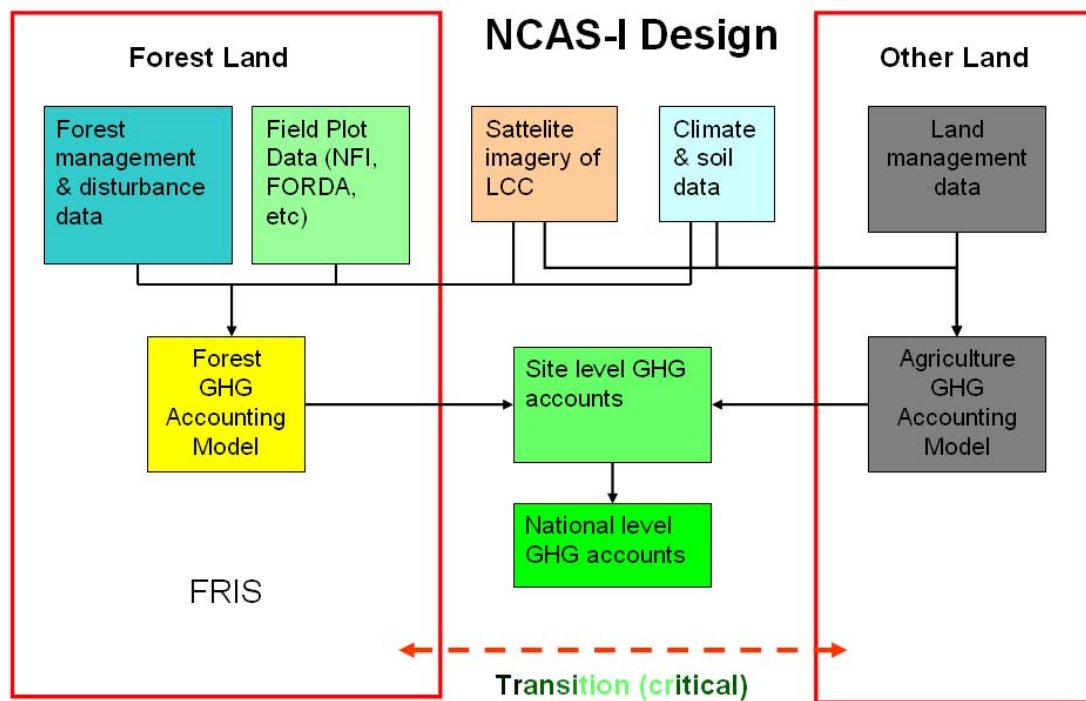 NCAS-I Design
Forest Land
Other Land
Forest
management
& disturbance
data
Field Plot
Data (NFI,
FORDA,
etc)
Sattelite
imagery of
LCC
Climate
& soil data
Land
management
data
Forest
GHG
Accounting
Model
Site level GHG
accounts
Agriculture
GHG
Accounting
Model
National level
GHG accounts
FRIS
Transition (critical)